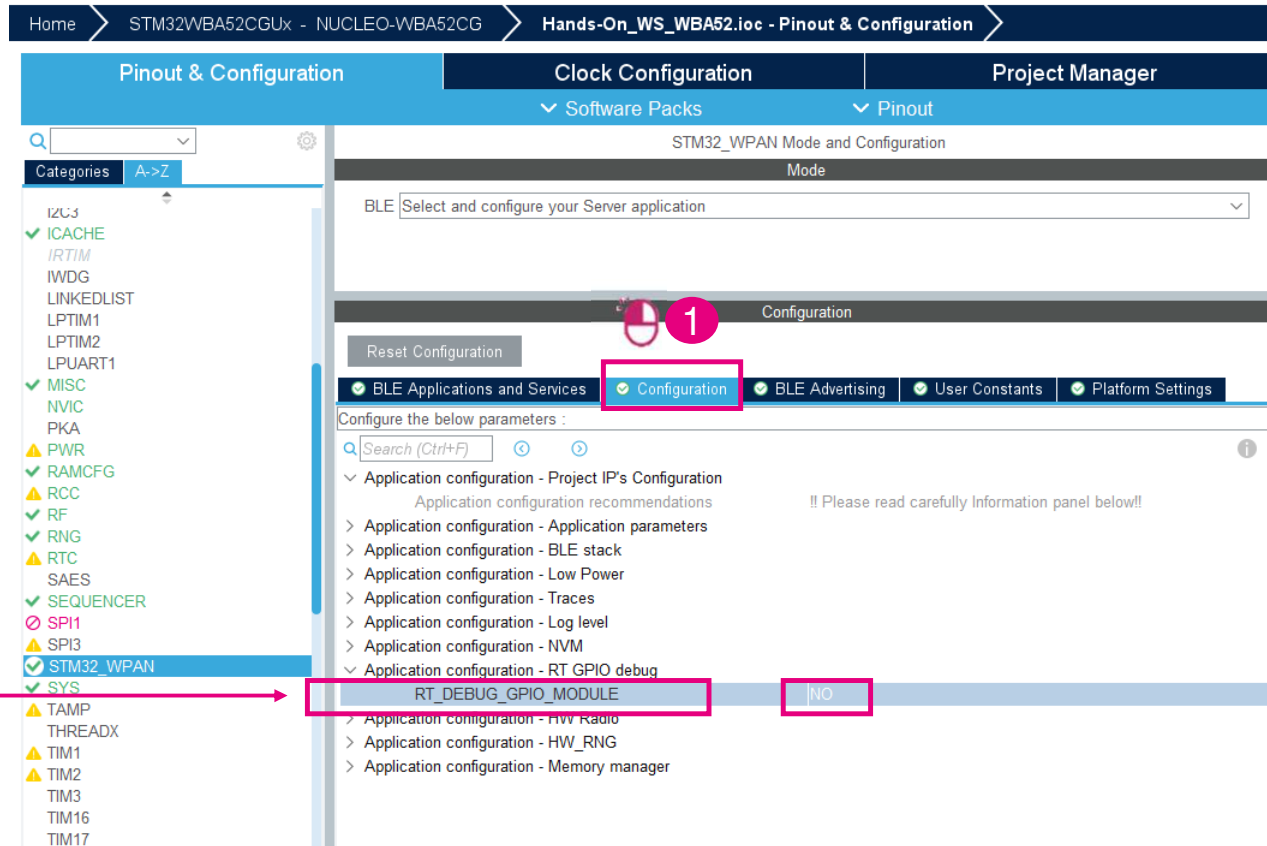 Home STM32WBA52CGUx - NUCLEO-WBA52CG Hands-On_WS_WBA52.ioc - Pinout & Configuration
Pinout & Configuration Clock Configuration Project Manager
Software Packs Pinout
STM32_WPAN Mode and Configuration
Categories A->Z
I2C3
ICACHE
IRTIM
IWDG
LINKEDLIST
LPTIM1
LPTIM2
LPUART1
MISC
NVIC
PKA
PWR
RAMCFG
RCC
RF
RNG
RTC
SAES
SEQUENCER
SPI1
SPI3
STM32_WPAN
SYS
TAMP
THREADX
TIM1
TIM2
TIM3
TIM16
TIM17
Mode
BLE Select and configure your Server application
Configuration
1
Reset Configuration
BLE Applications and Services Configuration BLE Advertising User Constants Platform Settings
Configure the below parameters :
Search (Ctrl+F)
Application configuration - Project IP's Configuration
Application configuration recommendations !! Please read carefully Information panel below!!
Application configuration - Application parameters
Application configuration - BLE stack
Application configuration - Low Power
Application configuration - Traces
Application configuration - Log level
Application configuration - NVM
Application configuration - RT GPIO debug
RT_DEBUG_GPIO_MODULE NO
Application configuration - HW Radio
Application configuration - HW_RNG
Application configuration - Memory manager